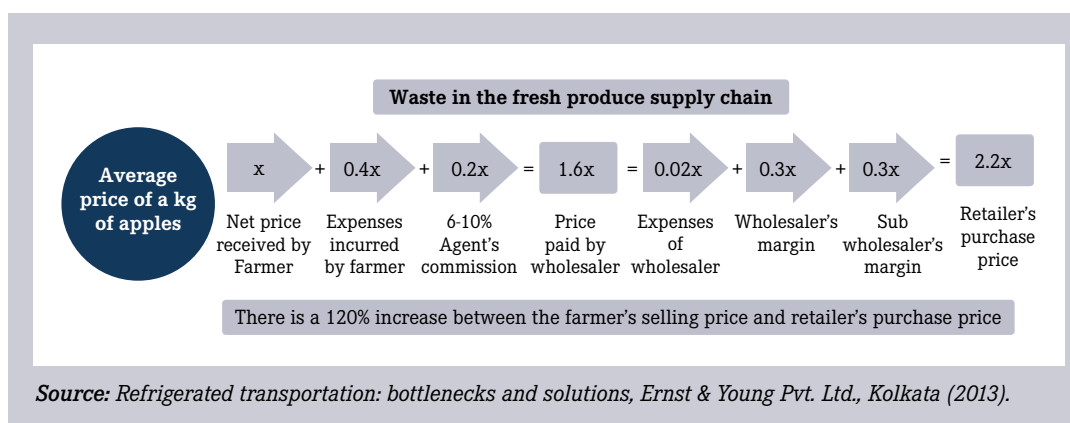 Waste in the fresh produce supply chain
Average
price of a kg
of apples
x + 0.4x + 0.2x = 1.6x = 0.02x + 0.3x + 0.3x = 2.2x
Net price
received by
Farmer
Expenses
incurred
by farmer
6-10%
Agent's
commission
Price
paid by
wholesaler
Expenses
of
wholesaler
Wholesaler's
margin
Sub
wholesaler's
margin
Retailer's
purchase
price
There is a 120% increase between the farmer's selling price and retailer's purchase price
Source: Refrigerated transportation: bottlenecks and solutions, Ernst & Young Pvt. Ltd., Kolkata (2013).